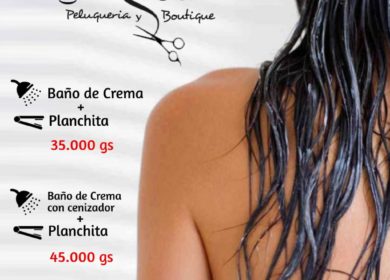 Peluqueria y Boutique
Baño de Crema
+
Planchita
35.000 gs
Baño de Crema
con cenizador
+
Planchita
45.000 gs